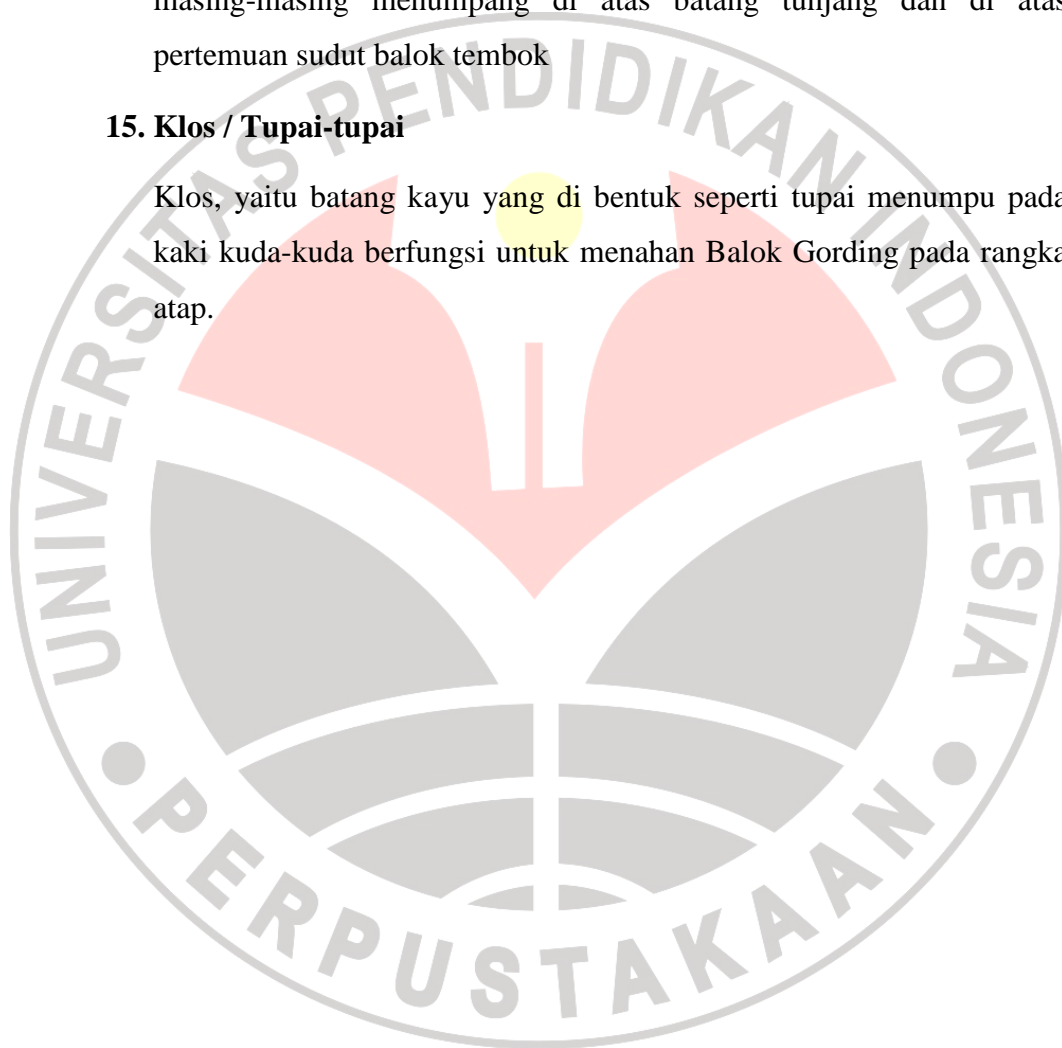 masing-masing menumpang di atas batang tunjang dan di atas
pertemuan sudut balok tembok
15. Klos / Tupai-tupai
Klos, yaitu batang kayu yang di bentuk seperti tupai menumpu pada
kaki kuda-kuda berfungsi untuk menahan Balok Gording pada rangka
atap.
UNIVERSITAS PENDIDIKAN INDONESIA
PERPUSTAKAAN